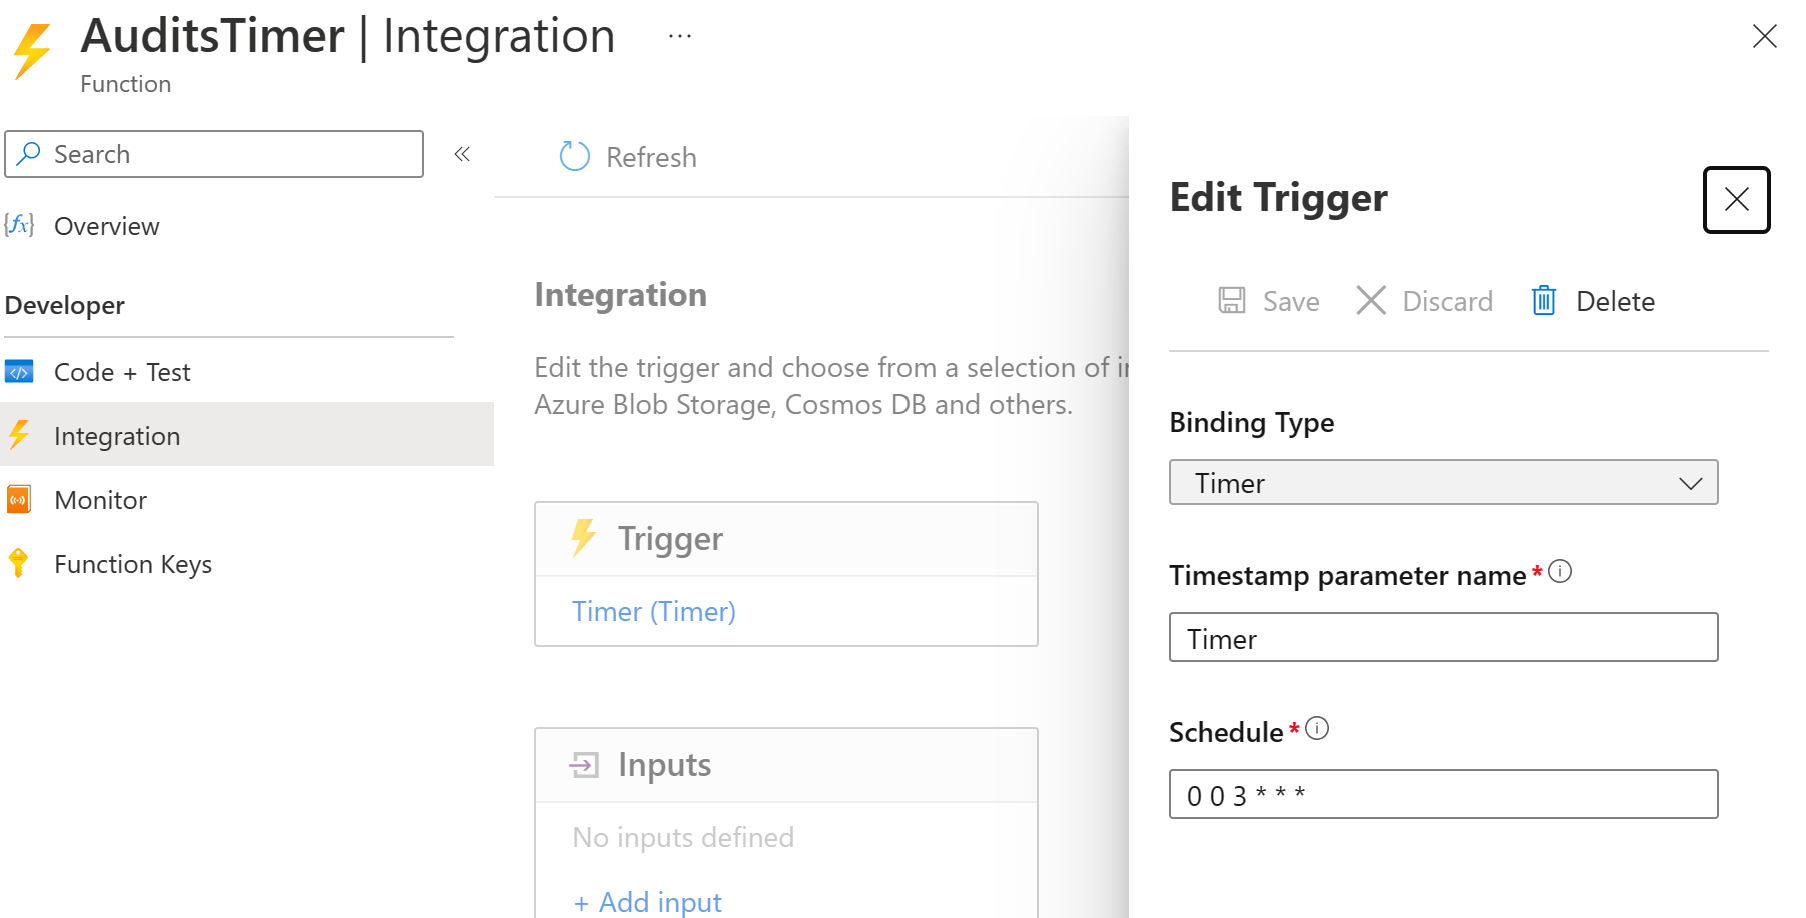 AuditsTimer | Integration ...
Function
Search
«
Overview
Developer
Code + Test
Integration
Monitor
Function Keys
Refresh
Integration
Edit the trigger and choose from a selection of in
Azure Blob Storage, Cosmos DB and others.
Trigger
Timer (Timer)
Inputs
No inputs defined
+ Add input
Edit Trigger
Save Discard Delete
Binding Type
Timer
Timestamp parameter name *
Timer
Schedule *
0 0 3 * * *